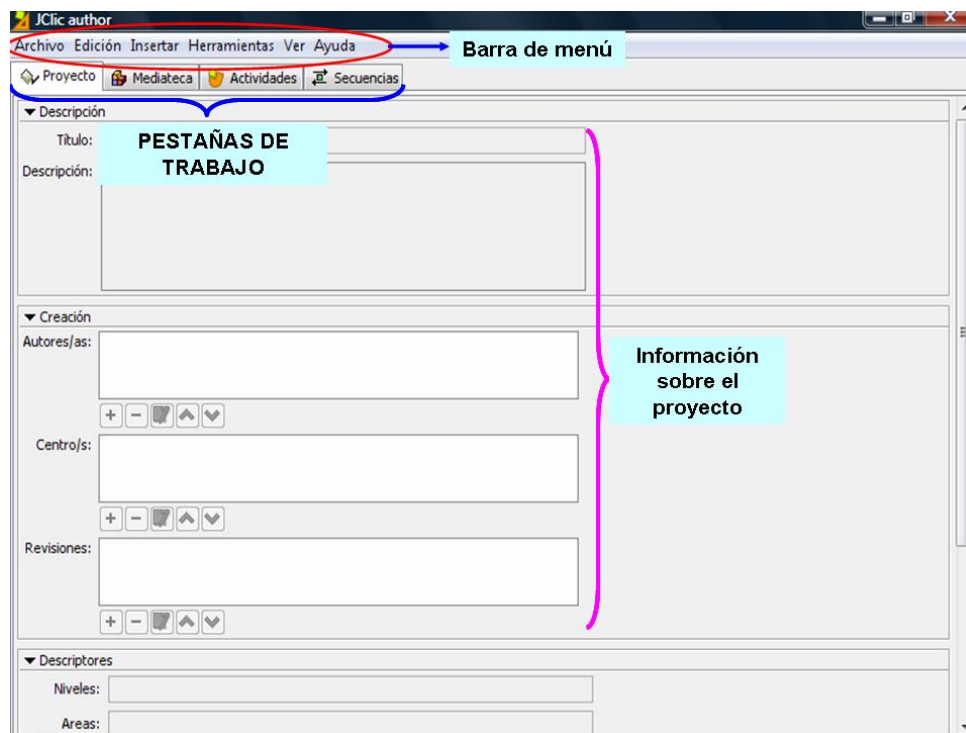 JClic author
Archivo Edición Insertar Herramientas Ver Ayuda
Barra de menú
Proyecto Mediateca Actividades Secuencias
Descripción
Título:
PESTAÑAS DE
TRABAJO
Descripción:
Creación
Autores/as:
Información
sobre el
proyecto
Centro/s:
Revisiones:
Descriptores
Niveles:
Areas: